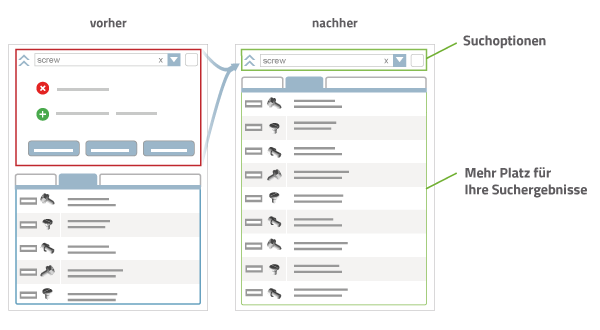 vorher
nachher
screw x
screw x
Suchoptionen
Mehr Platz für
Ihre Suchergebnisse